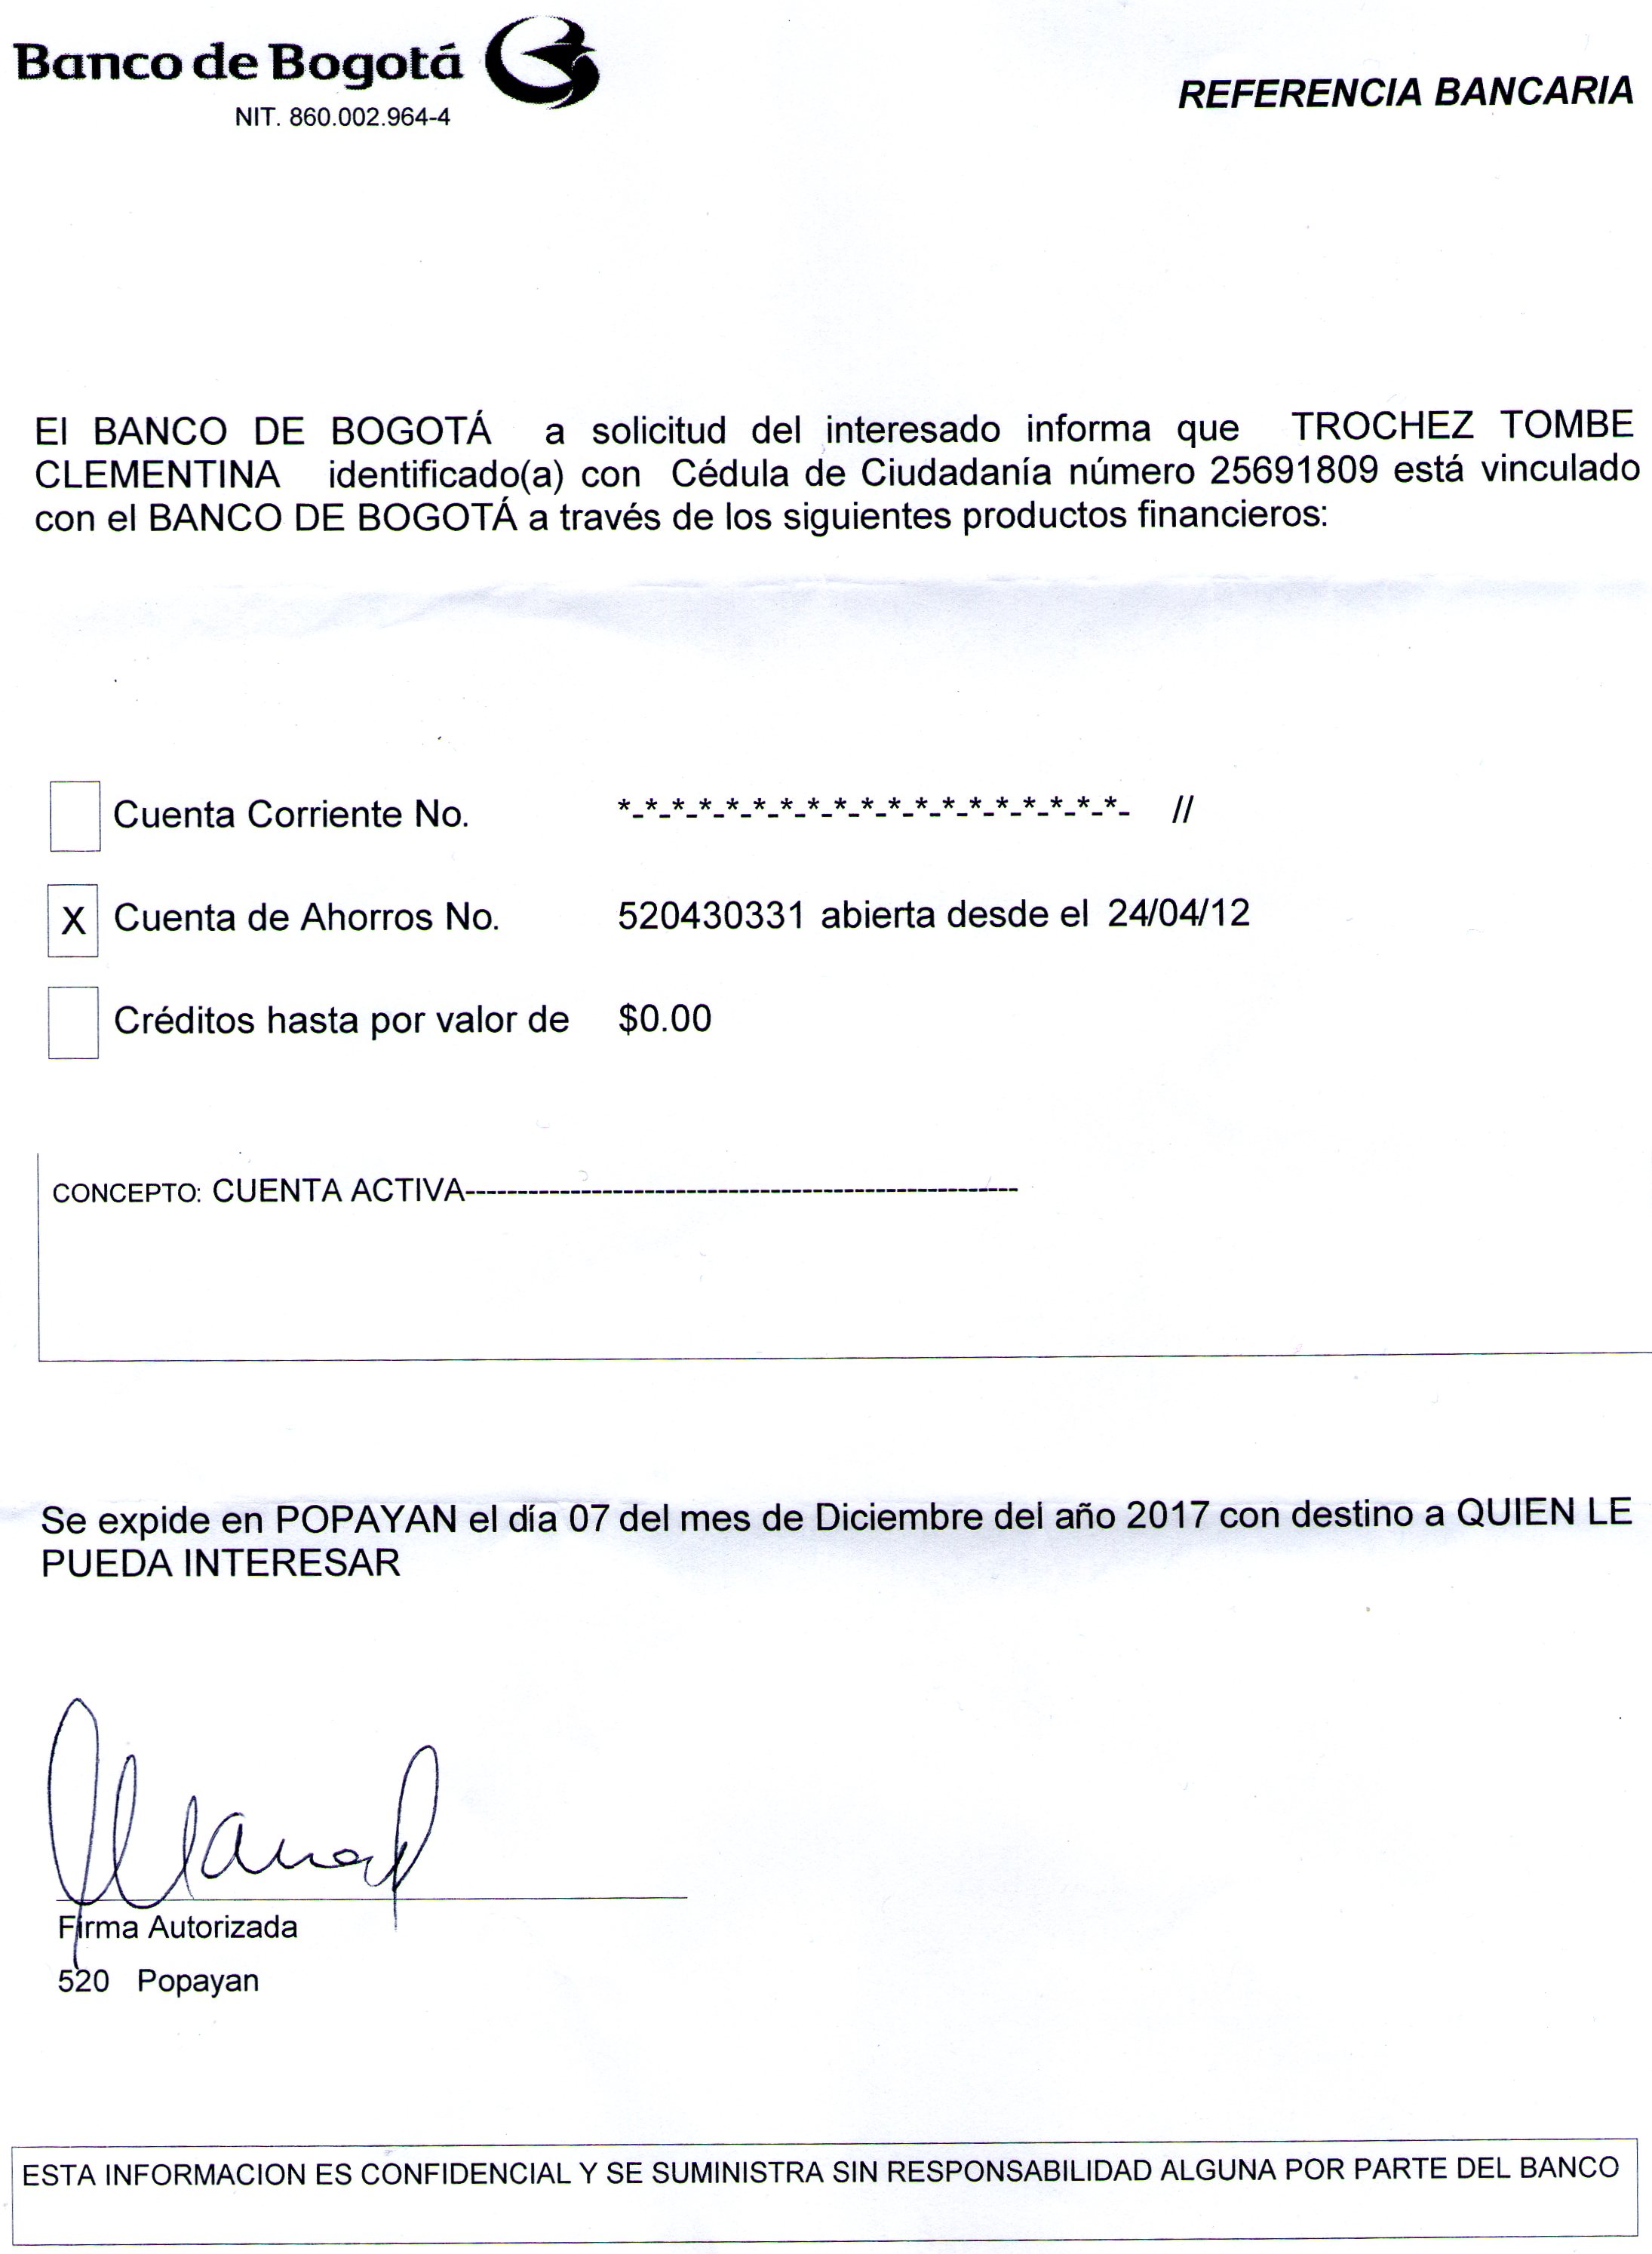 Banco de Bogotá
NIT. 860.002.964-4
REFERENCIA BANCARIA
El BANCO DE BOGOTÁ a solicitud del interesado informa que TROCHEZ TOMBE
CLEMENTINA identificado(a) con Cédula de Ciudadanía número 25691809 está vinculado
con el BANCO DE BOGOTÁ a través de los siguientes productos financieros:
Cuenta Corriente No. *-*-*-*-*-*-*-*-*-*-*-*-*-*-*-*-*-*-*- //
X Cuenta de Ahorros No. 520430331 abierta desde el 24/04/12
Créditos hasta por valor de $0.00
CONCEPTO: CUENTA ACTIVA-----------------------------------------------------
Se expide en POPAYAN el día 07 del mes de Diciembre del año 2017 con destino a QUIEN LE
PUEDA INTERESAR
Firma Autorizada
520 Popayan
ESTA INFORMACION ES CONFIDENCIAL Y SE SUMINISTRA SIN RESPONSABILIDAD ALGUNA POR PARTE DEL BANCO